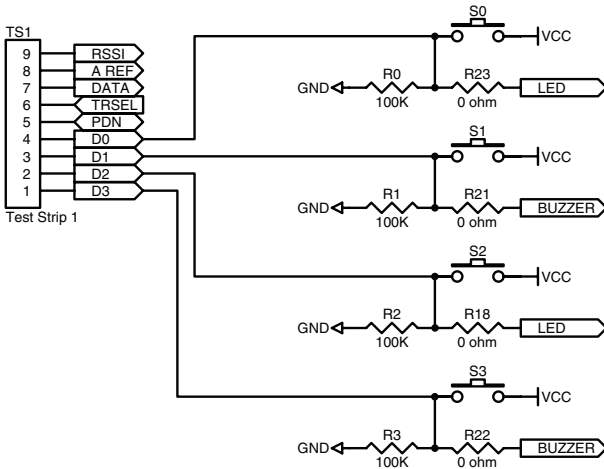 TS1
9 RSSI
8 A REF
7 DATA
6 TRSEL
5 PDN
4 D0
3 D1
2 D2
1 D3
Test Strip 1
S0
VCC
GND R0 R23 LED
100K 0 ohm
S1
VCC
GND R1 R21 BUZZER
100K 0 ohm
S2
VCC
GND R2 R18 LED
100K 0 ohm
S3
VCC
GND R3 R22 BUZZER
100K 0 ohm